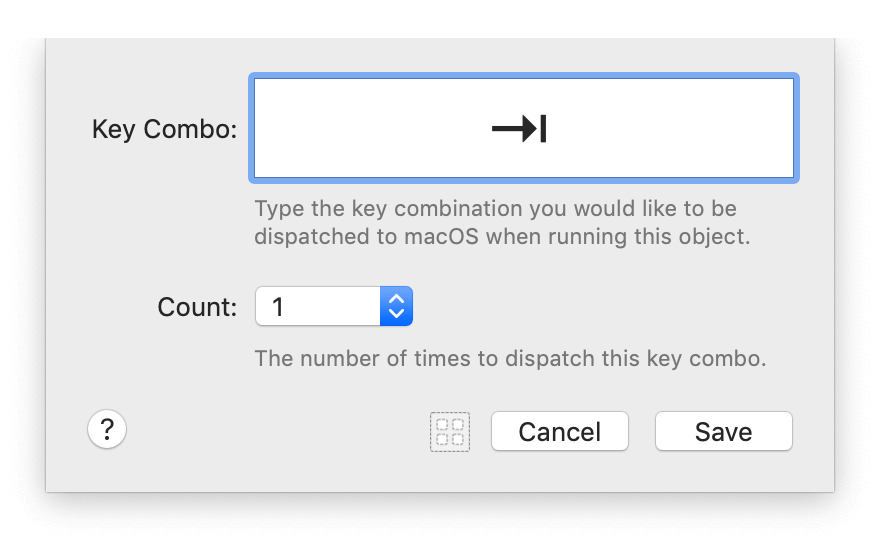 Key Combo: ⇥
Type the key combination you would like to be
dispatched to macOS when running this object.
Count: 1
The number of times to dispatch this key combo.
? Cancel Save